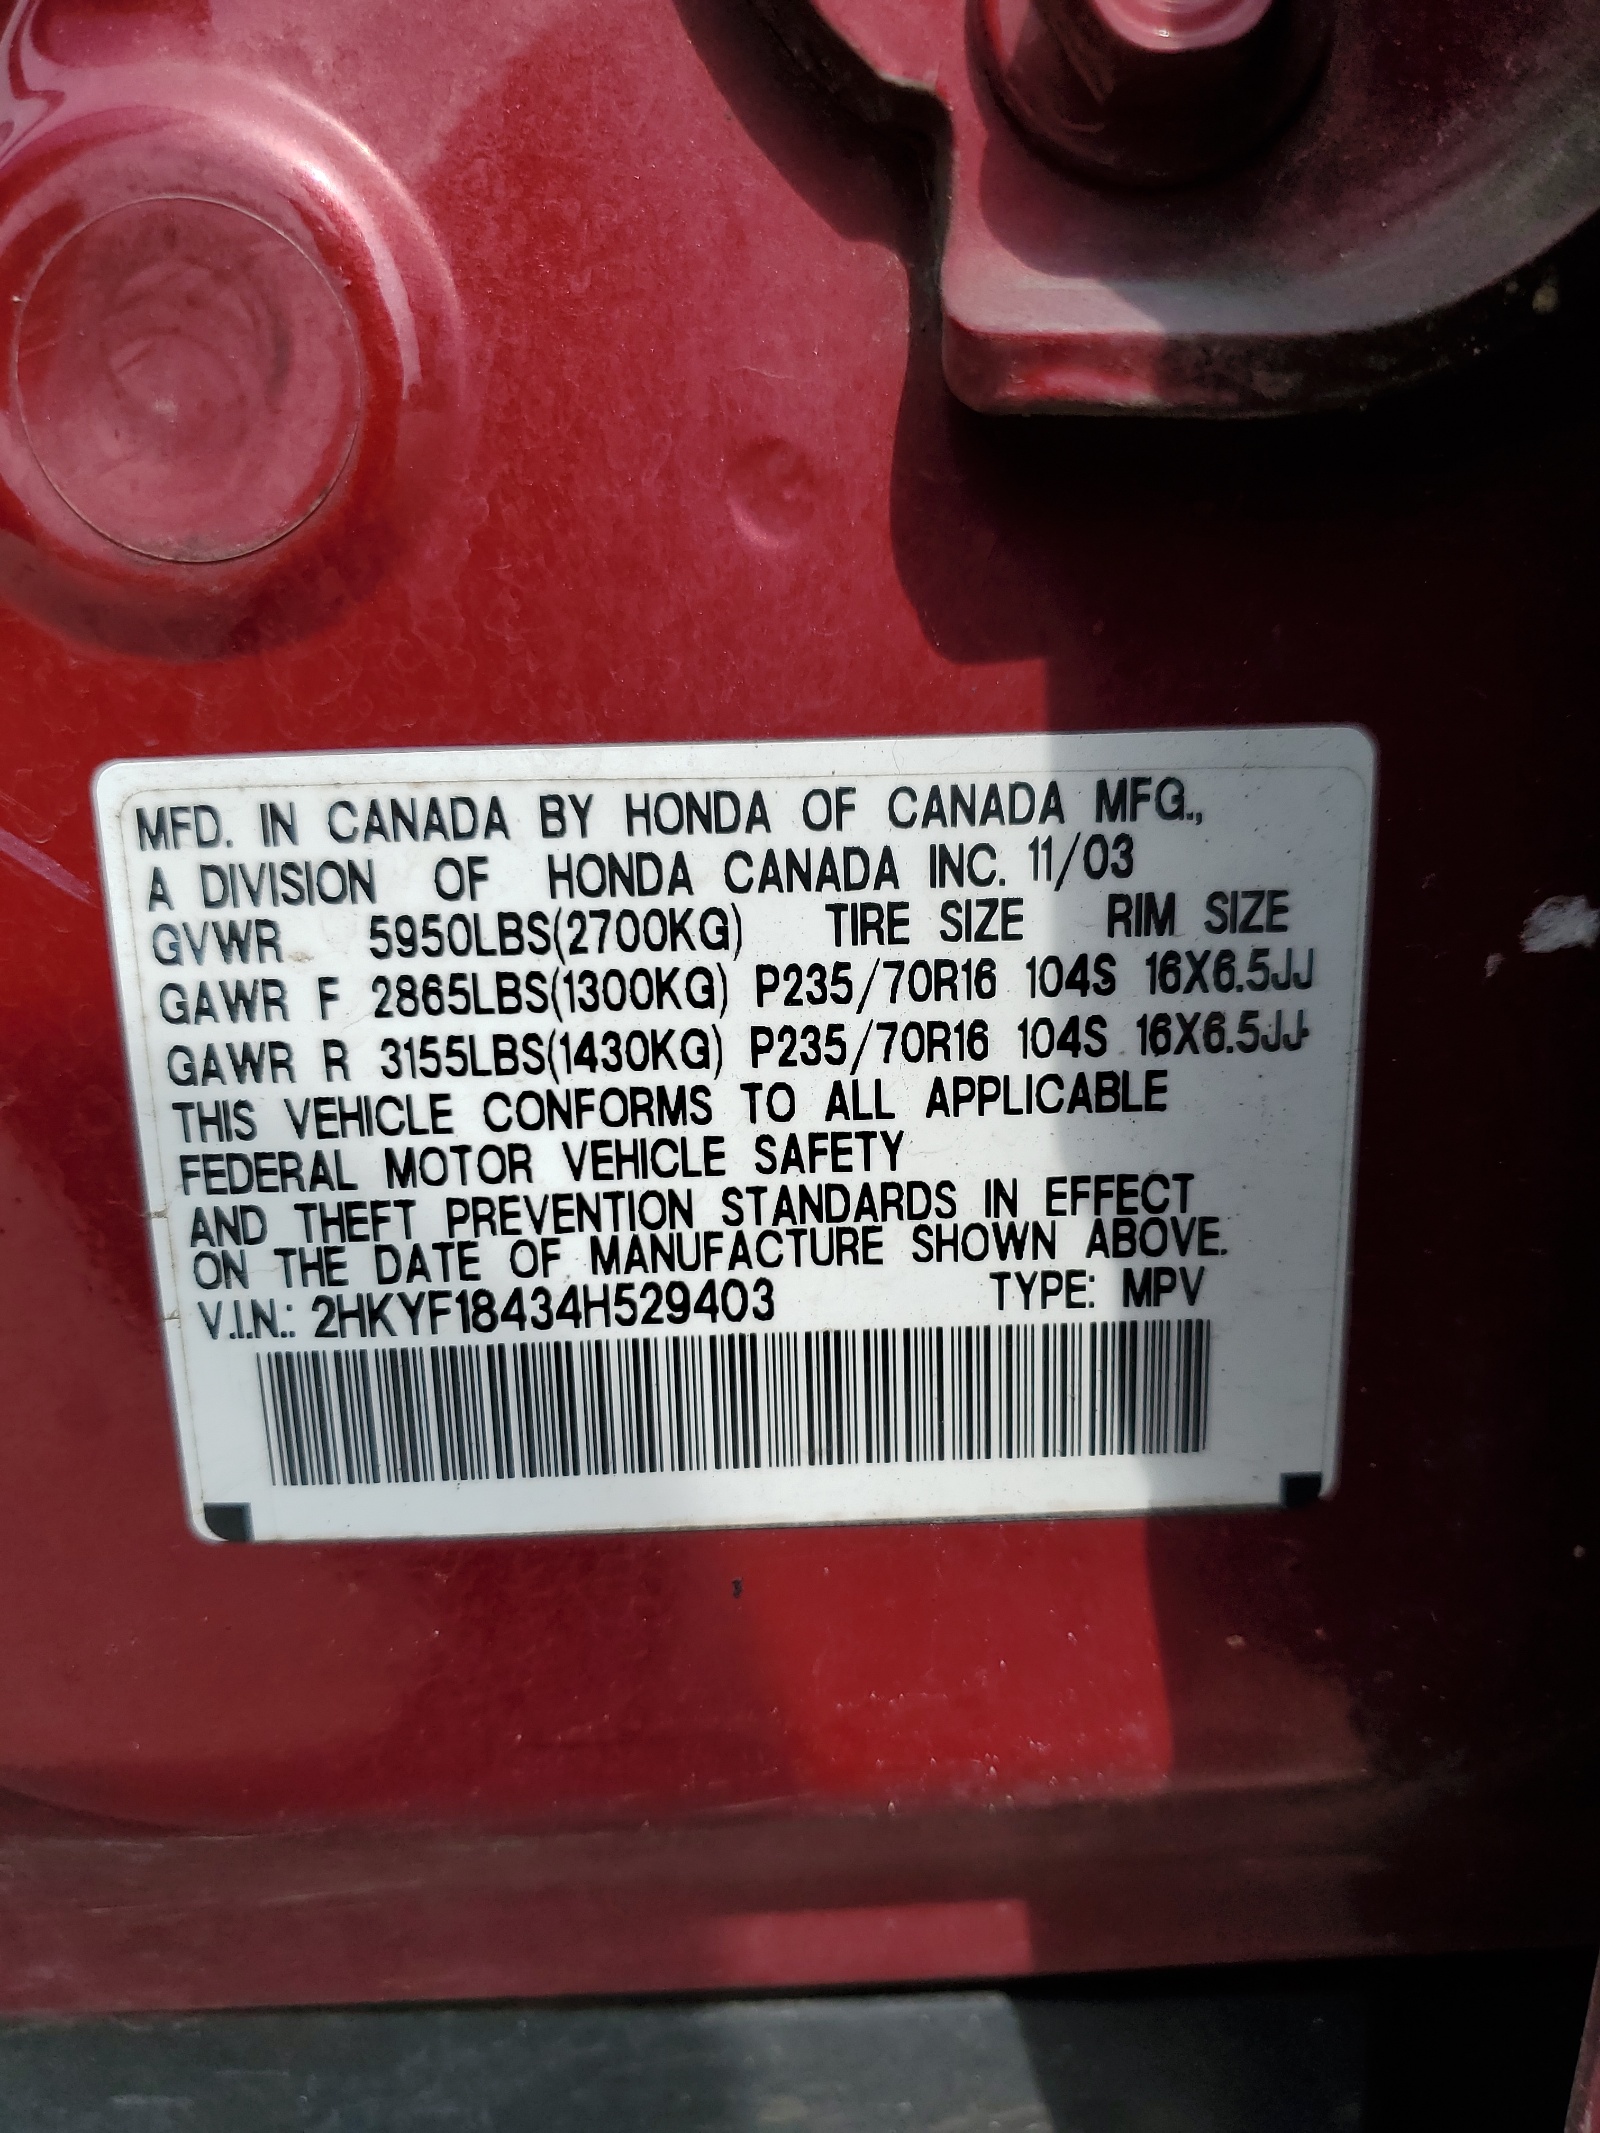 MFD. IN CANADA BY HONDA OF CANADA MFG.,
A DIVISION OF HONDA CANADA INC. 11/03
GVWR 5950LBS(2700KG) TIRE SIZE RIM SIZE
GAWR F 2865LBS(1300KG) P235/70R16 104S 16X6.5JJ
GAWR R 3155LBS(1430KG) P235/70R16 104S 16X6.5JJ
THIS VEHICLE CONFORMS TO ALL APPLICABLE
FEDERAL MOTOR VEHICLE SAFETY
AND THEFT PREVENTION STANDARDS IN EFFECT
ON THE DATE OF MANUFACTURE SHOWN ABOVE.
V.I.N.: 2HKYF18434H529403 TYPE: MPV